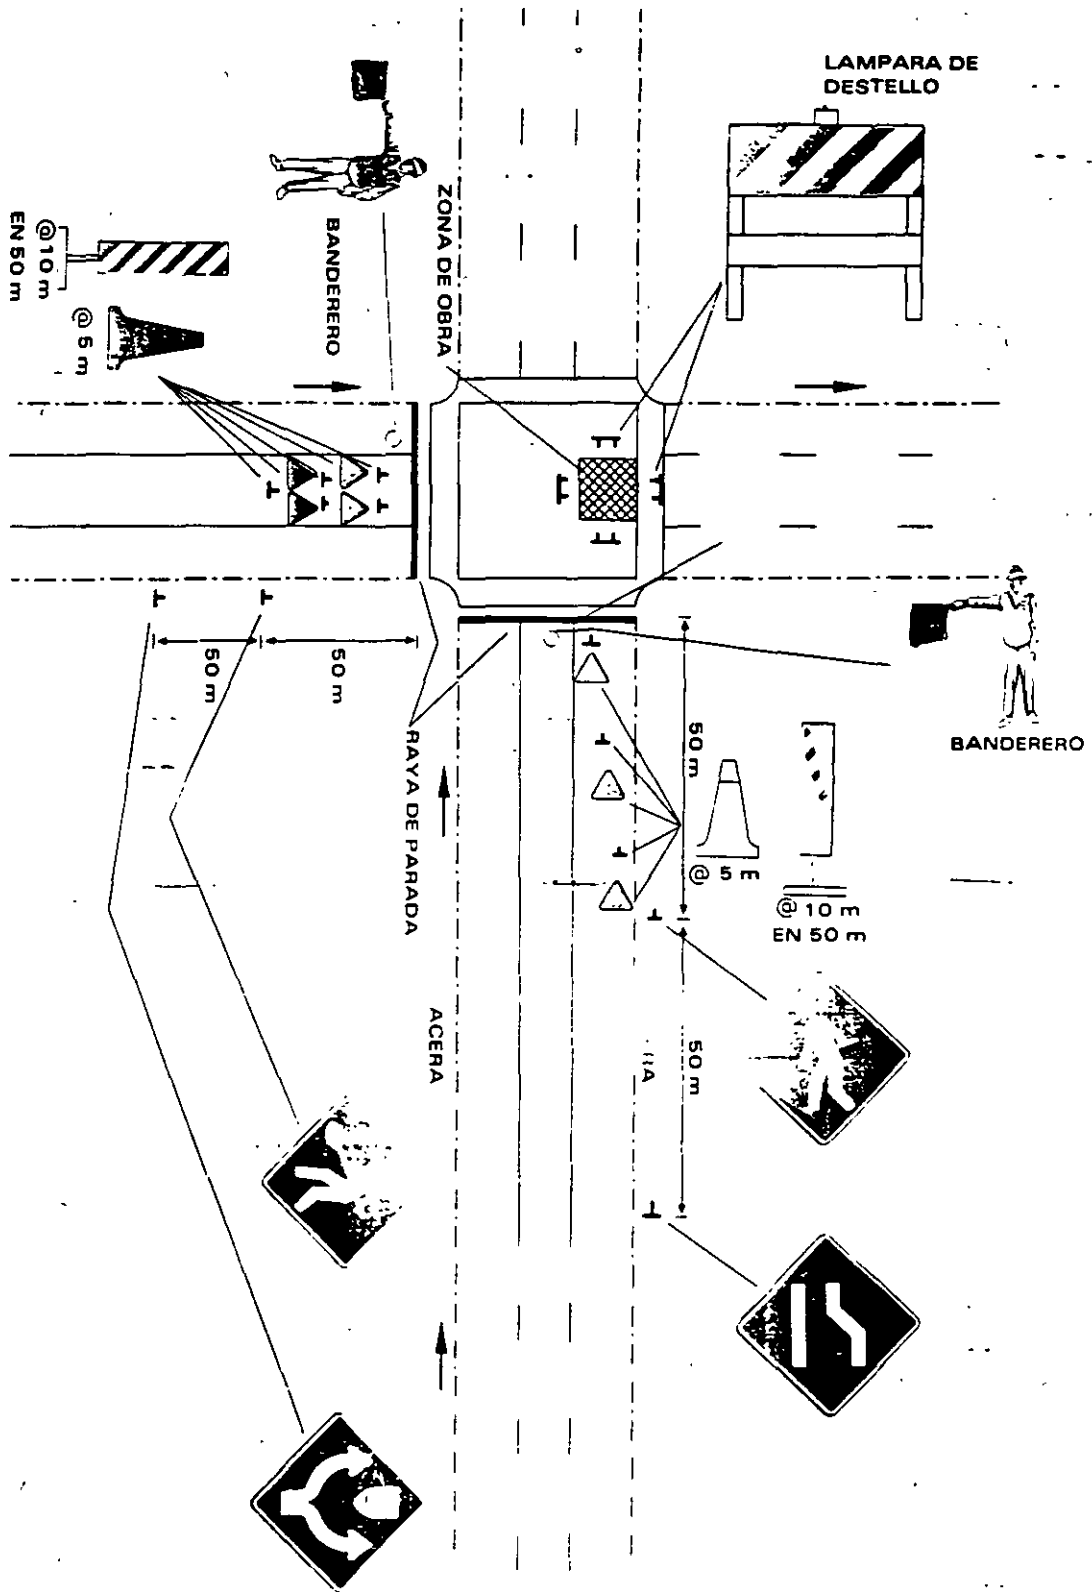 LAMPARA DE
DESTELLO
ZONA DE OBRA
BANDERERO
@10 m
EN 50 m
@ 5 m
50 m
50 m
RAYA DE PARADA
BANDERERO
50 m
@ 5 m
@ 10 m
EN 50 m
ACERA
50 m